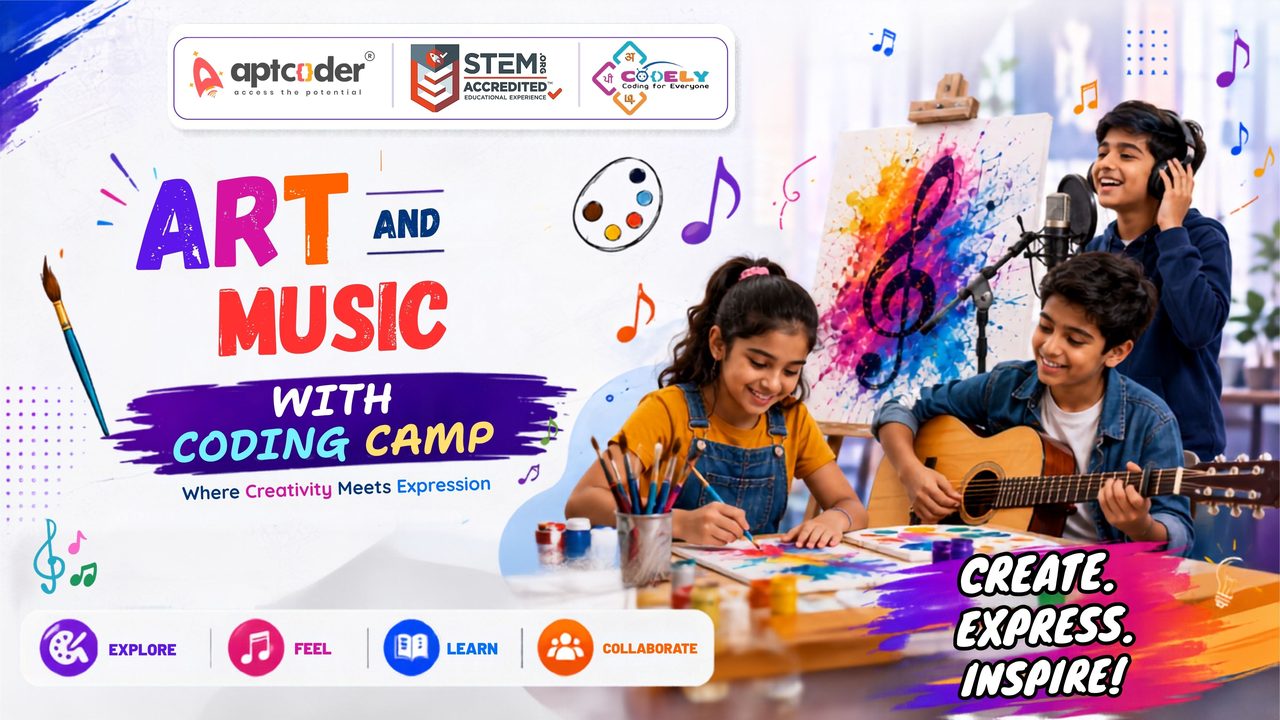 aptcoder®
access the potential
STEM.ORG
ACCREDITED™
EDUCATIONAL EXPERIENCE
अ
पी
CODELY
Coding for Everyone
ART AND
MUSIC
WITH
CODING CAMP
Where Creativity Meets Expression
EXPLORE
FEEL
LEARN
COLLABORATE
CREATE.
EXPRESS.
INSPIRE!